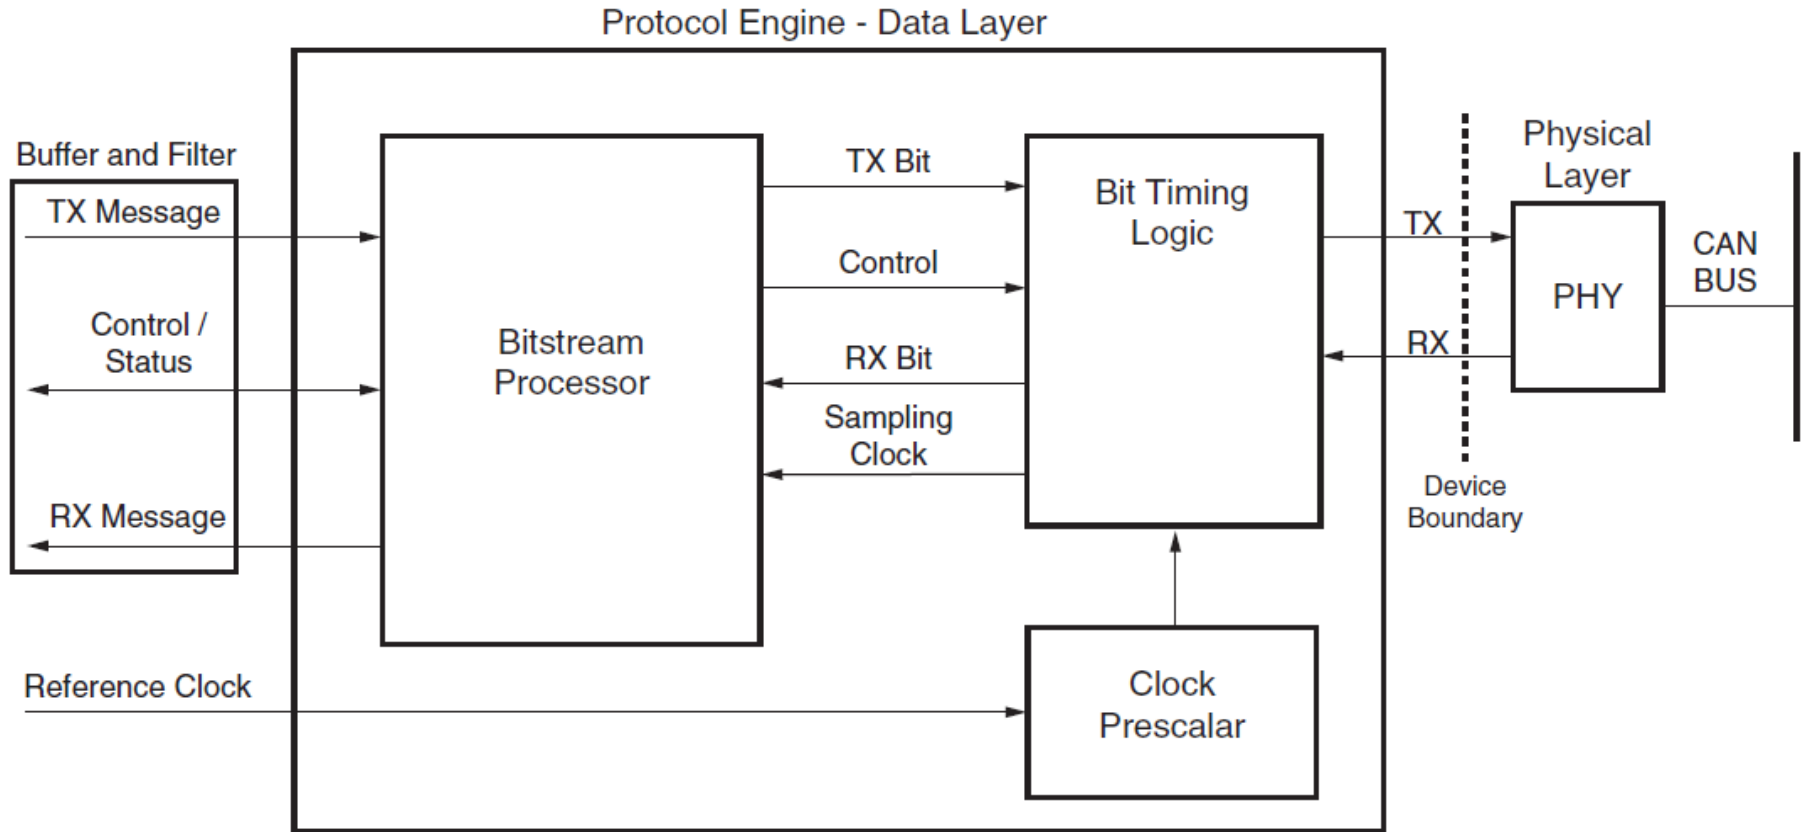 Protocol Engine - Data Layer
Buffer and Filter
TX Message
Control /
Status
RX Message
Reference Clock
Bitstream
Processor
TX Bit
Control
RX Bit
Sampling
Clock
Bit Timing
Logic
Clock
Prescalar
TX
RX
Device
Boundary
Physical
Layer
PHY
CAN
BUS